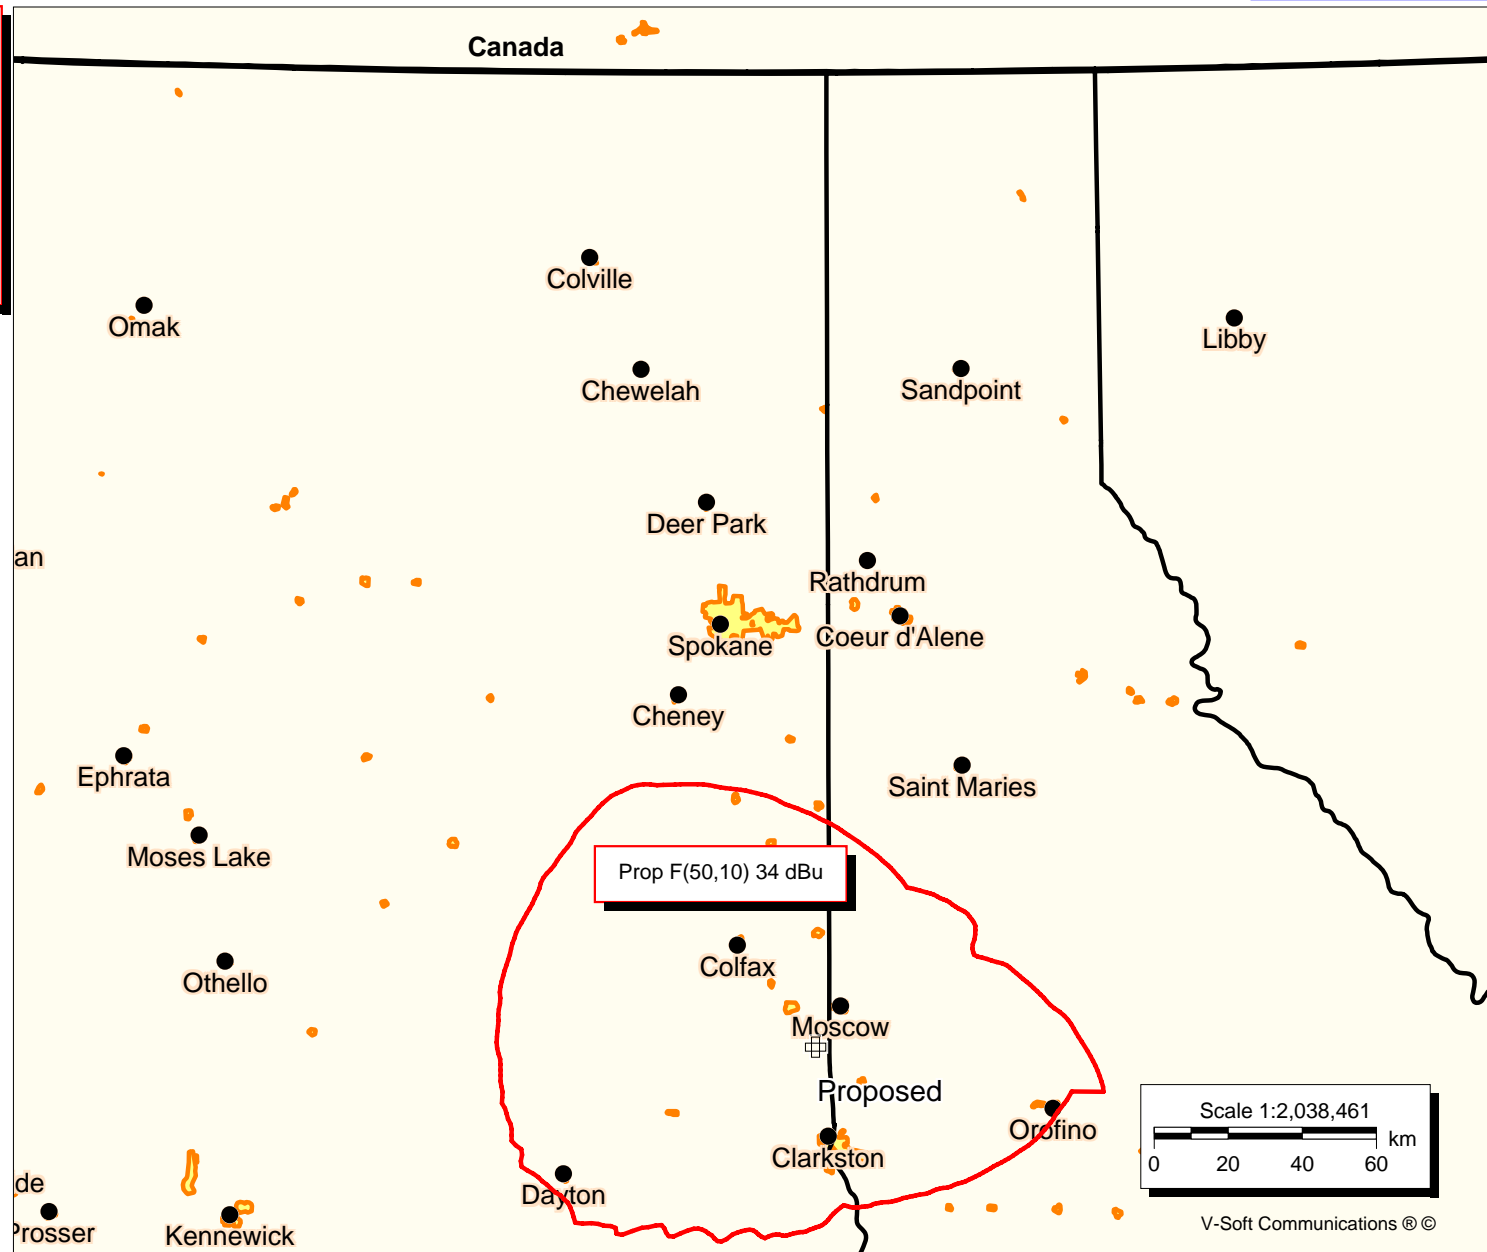 Canada
Colville
Omak
Libby
Chewelah
Sandpoint
Deer Park
an
Rathdrum
Spokane
Coeur d'Alene
Cheney
Ephrata
Saint Maries
Moses Lake
Prop F(50,10) 34 dBu
Colfax
Othello
Moscow
Proposed
Scale 1:2,038,461
km
0 20 40 60
Orofino
Clarkston
de
Dayton
Prosser
Kennewick
V-Soft Communications ® ©